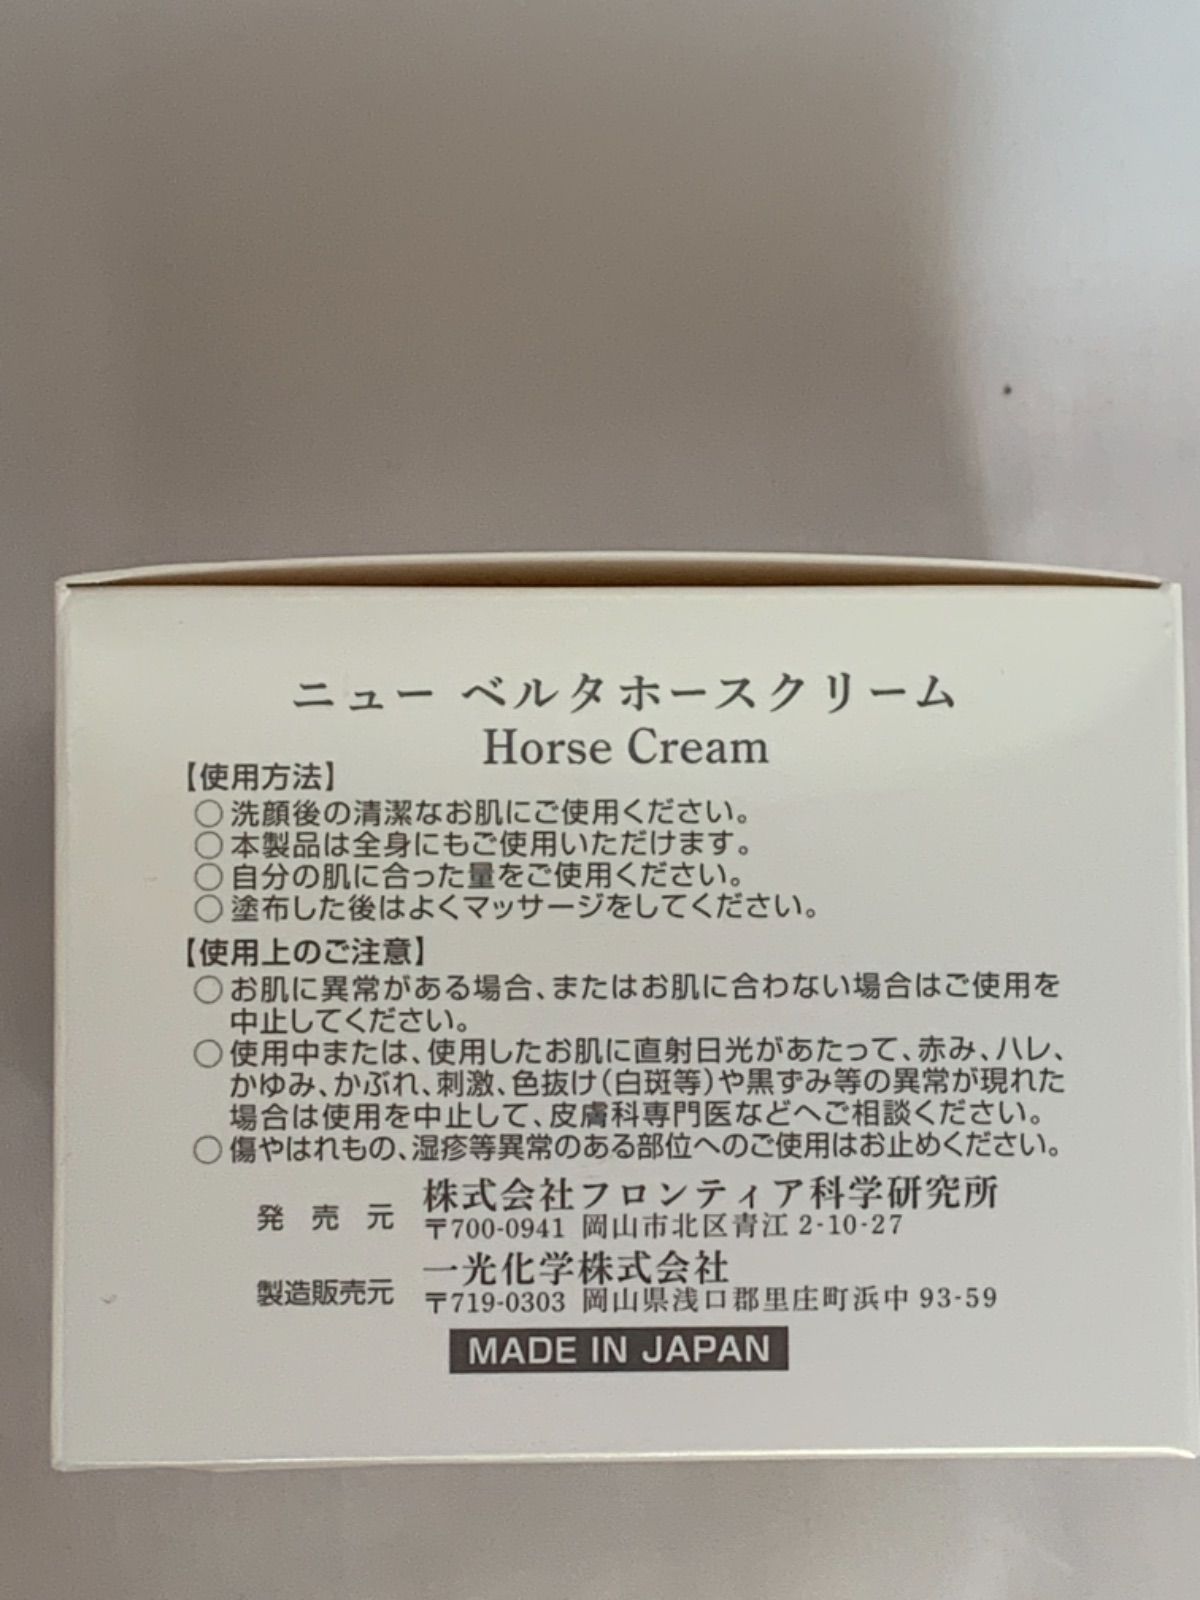 ニュー ベルタホースクリーム
Horse Cream
【使用方法】
○ 洗顔後の清潔なお肌にご使用ください。
○ 本製品は全身にもご使用いただけます。
○ 自分の肌に合った量をご使用ください。
○ 塗布した後はよくマッサージをしてください。
【使用上のご注意】
○ お肌に異常がある場合、またはお肌に合わない場合はご使用を
中止してください。
○ 使用中または、使用したお肌に直射日光があたって、赤み、ハレ、
かゆみ、かぶれ、刺激、色抜け(白斑等)や黒ずみ等の異常が現れた
場合は使用を中止して、皮膚科専門医などへご相談ください。
○ 傷やはれもの、湿疹等異常のある部位へのご使用はお止めください。
発売元 株式会社フロンティア科学研究所
〒700-0941 岡山市北区青江 2-10-27
製造販売元 一光化学株式会社
〒719-0303 岡山県浅口郡里庄町浜中 93-59
MADE IN JAPAN